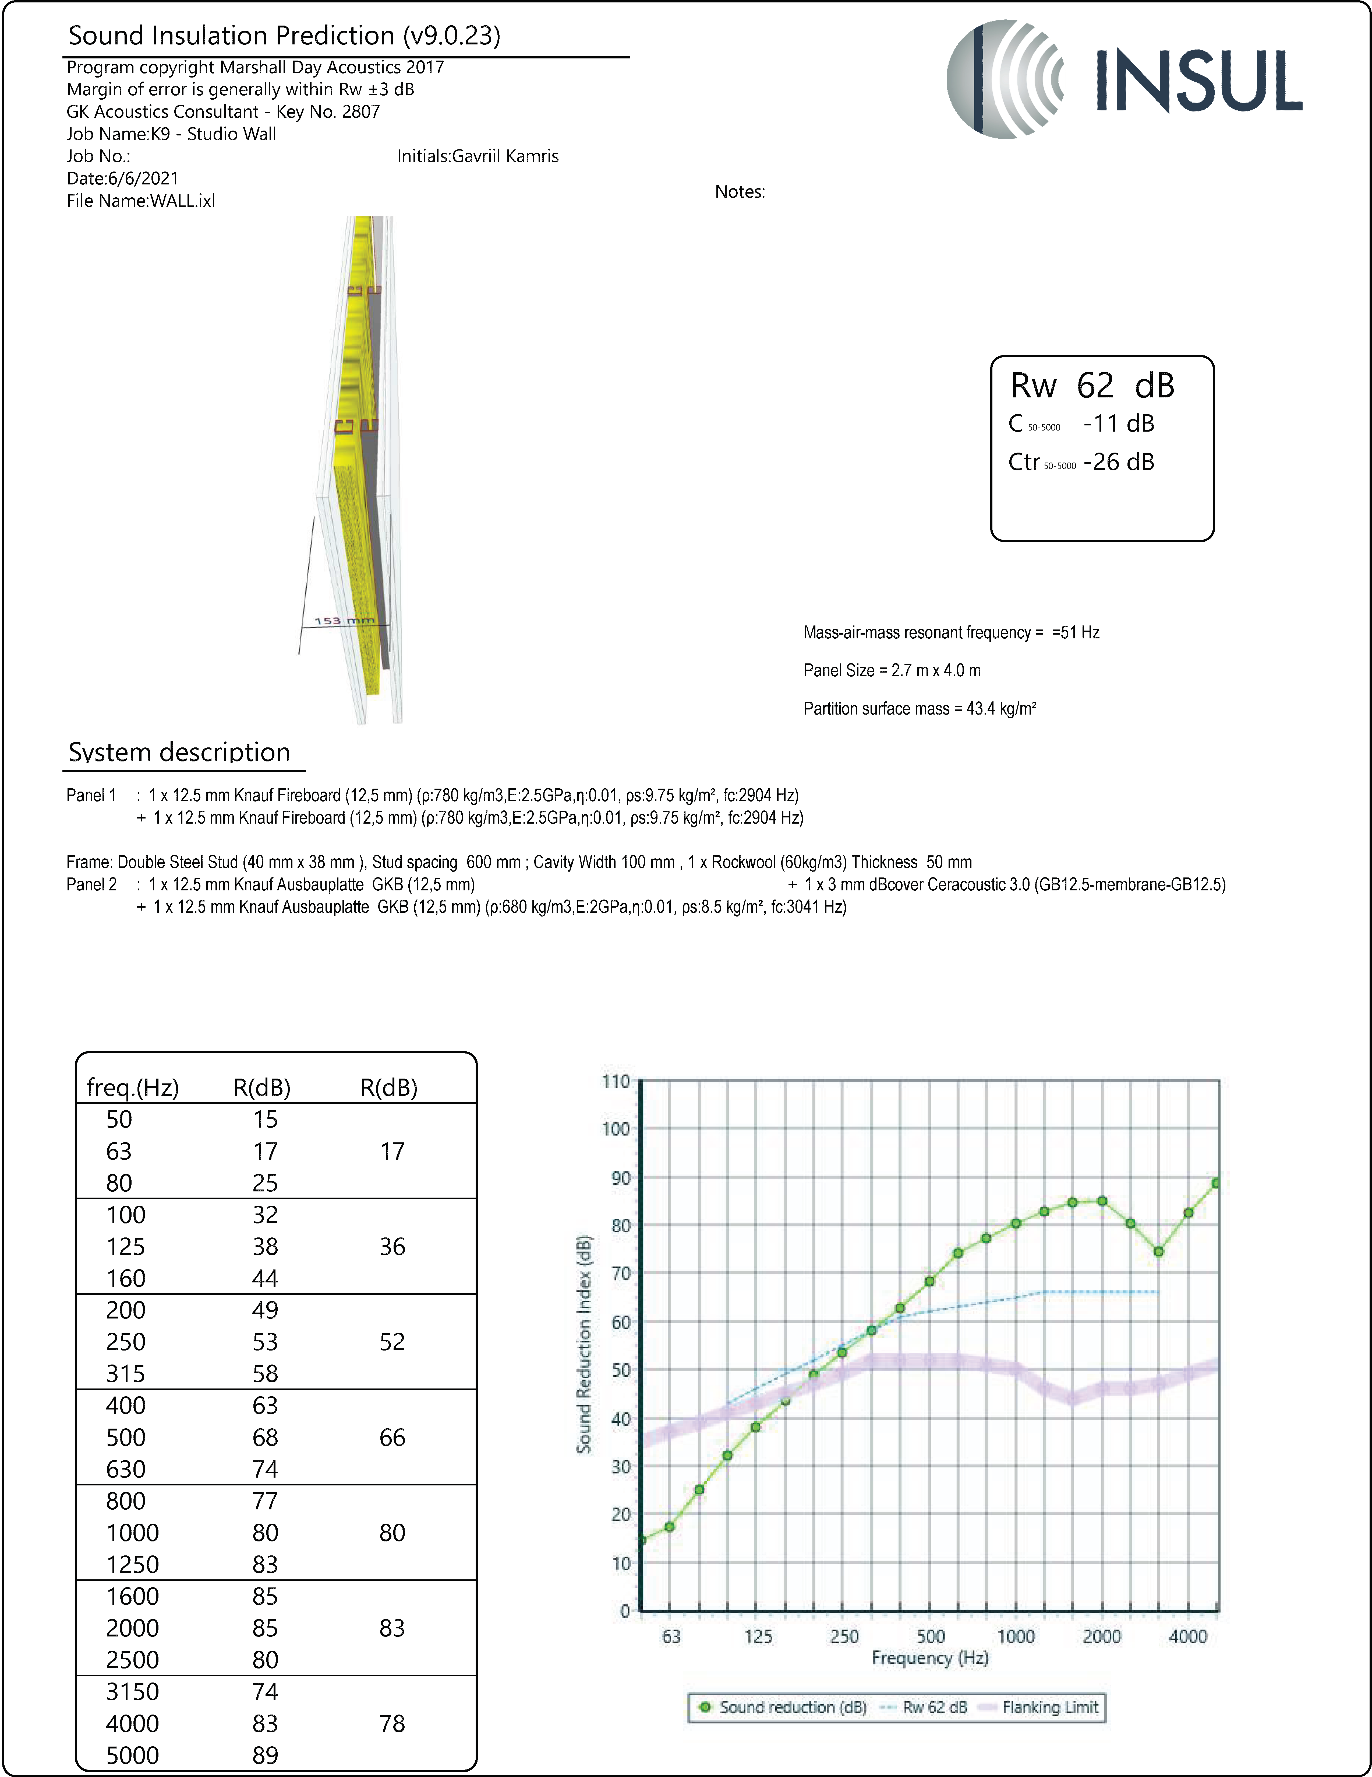 Sound Insulation Prediction (v9.0.23)
INSUL
Program copyright Marshall Day Acoustics 2017
Margin of error is generally within Rw ±3 dB
GK Acoustics Consultant - Key No. 2807
Job Name:K9 - Studio Wall
Job No.: Initials:Gavriil Kamris
Date:6/6/2021
File Name:WALL.ixl
Notes:
153 mm
Rw 62 dB
C 50-5000 -11 dB
Ctr 50-5000 -26 dB
Mass-air-mass resonant frequency = =51 Hz
Panel Size = 2.7 m x 4.0 m
Partition surface mass = 43.4 kg/m²
System description
Panel 1 : 1 x 12.5 mm Knauf Fireboard (12,5 mm) (ρ:780 kg/m3,E:2.5GPa,η:0.01, ρs:9.75 kg/m², fc:2904 Hz)
+ 1 x 12.5 mm Knauf Fireboard (12,5 mm) (ρ:780 kg/m3,E:2.5GPa,η:0.01, ρs:9.75 kg/m², fc:2904 Hz)
Frame: Double Steel Stud (40 mm x 38 mm ), Stud spacing 600 mm ; Cavity Width 100 mm , 1 x Rockwool (60kg/m3) Thickness 50 mm
Panel 2 : 1 x 12.5 mm Knauf Ausbauplatte GKB (12,5 mm) + 1 x 3 mm dBcover Ceracoustic 3.0 (GB12.5-membrane-GB12.5)
+ 1 x 12.5 mm Knauf Ausbauplatte GKB (12,5 mm) (ρ:680 kg/m3,E:2GPa,η:0.01, ρs:8.5 kg/m², fc:3041 Hz)
freq.(Hz) R(dB) R(dB)
50 15
63 17 17
80 25
100 32
125 38 36
160 44
200 49
250 53 52
315 58
400 63
500 68 66
630 74
800 77
1000 80 80
1250 83
1600 85
2000 85 83
2500 80
3150 74
4000 83 78
5000 89
Sound Reduction Index (dB)
110
100
90
80
70
60
50
40
30
20
10
0
63 125 250 500 1000 2000 4000
Frequency (Hz)
Sound reduction (dB) Rw 62 dB Flanking Limit